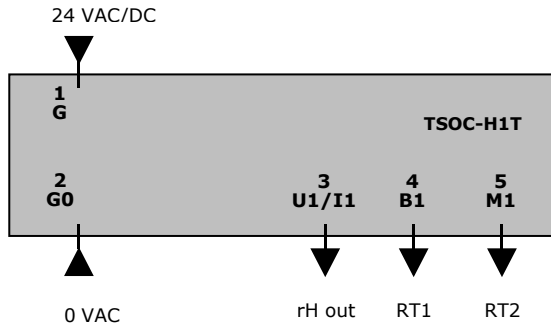 24 VAC/DC
1
G
TSOC-H1T
2
G0
3
U1/I1
4
B1
5
M1
0 VAC
rH out
RT1
RT2